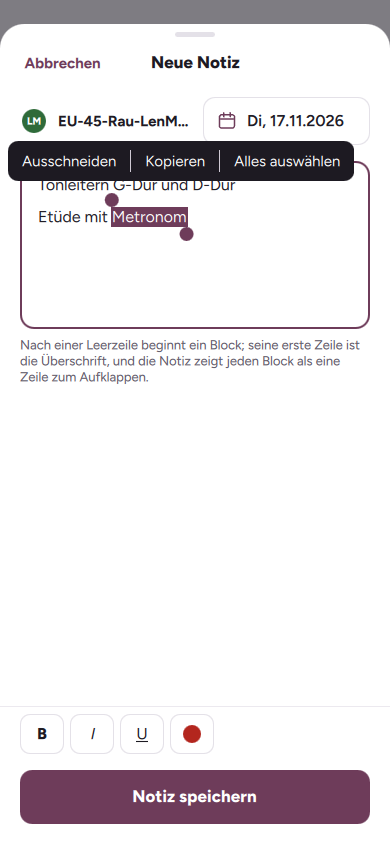 Abbrechen
Neue Notiz
LM
EU-45-Rau-LenM...
Di, 17.11.2026
Ausschneiden
Kopieren
Alles auswählen
Tonleitern G-Dur und D-Dur
Etüde mit Metronom
Nach einer Leerzeile beginnt ein Block; seine erste Zeile ist
die Überschrift, und die Notiz zeigt jeden Block als eine
Zeile zum Aufklappen.
B
I
U
Notiz speichern